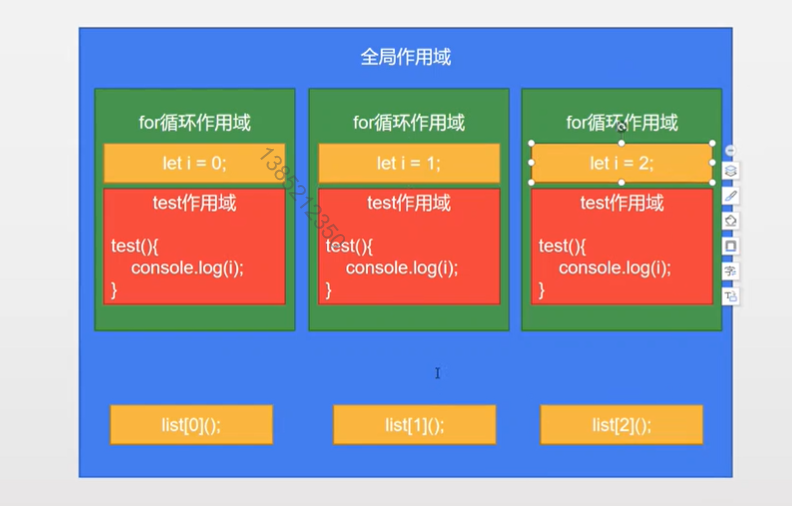 全局作用域
for循环作用域
let i = 0;
test作用域
test(){
console.log(i);
}
for循环作用域
let i = 1;
test作用域
test(){
console.log(i);
}
for循环作用域
let i = 2;
test作用域
test(){
console.log(i);
}
list[0]();
list[1]();
list[2]();
字